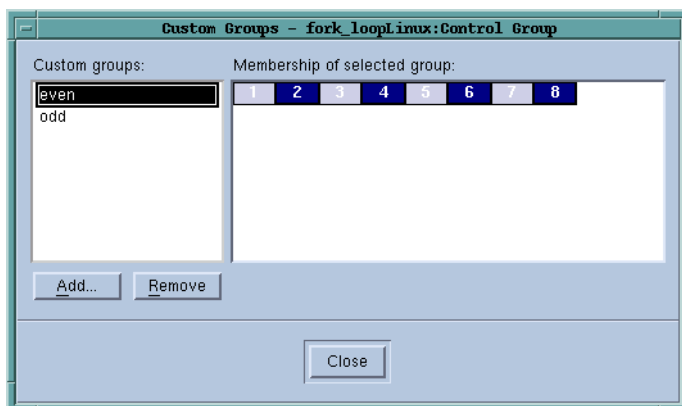 Custom Groups - fork_loopLinux:Control Group
Custom groups: Membership of selected group:
even 1 2 3 4 5 6 7 8
odd
Add... Remove
Close